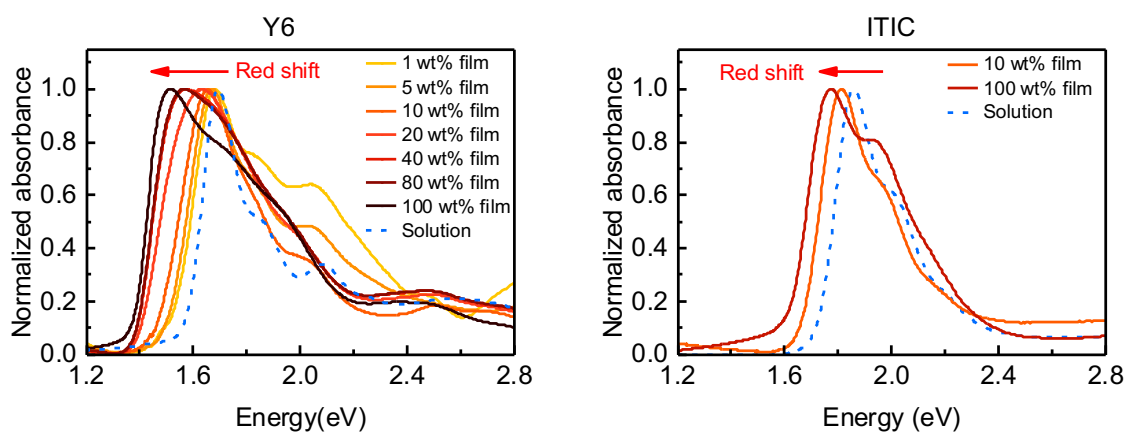 Y6
Red shift
1 wt% film
5 wt% film
10 wt% film
20 wt% film
40 wt% film
80 wt% film
100 wt% film
Solution
Normalized absorbance
1.0
0.8
0.6
0.4
0.2
0.0
1.2 1.6 2.0 2.4 2.8
Energy(eV)
ITIC
Red shift
10 wt% film
100 wt% film
Solution
Normalized absorbance
1.0
0.8
0.6
0.4
0.2
0.0
1.2 1.6 2.0 2.4 2.8
Energy (eV)